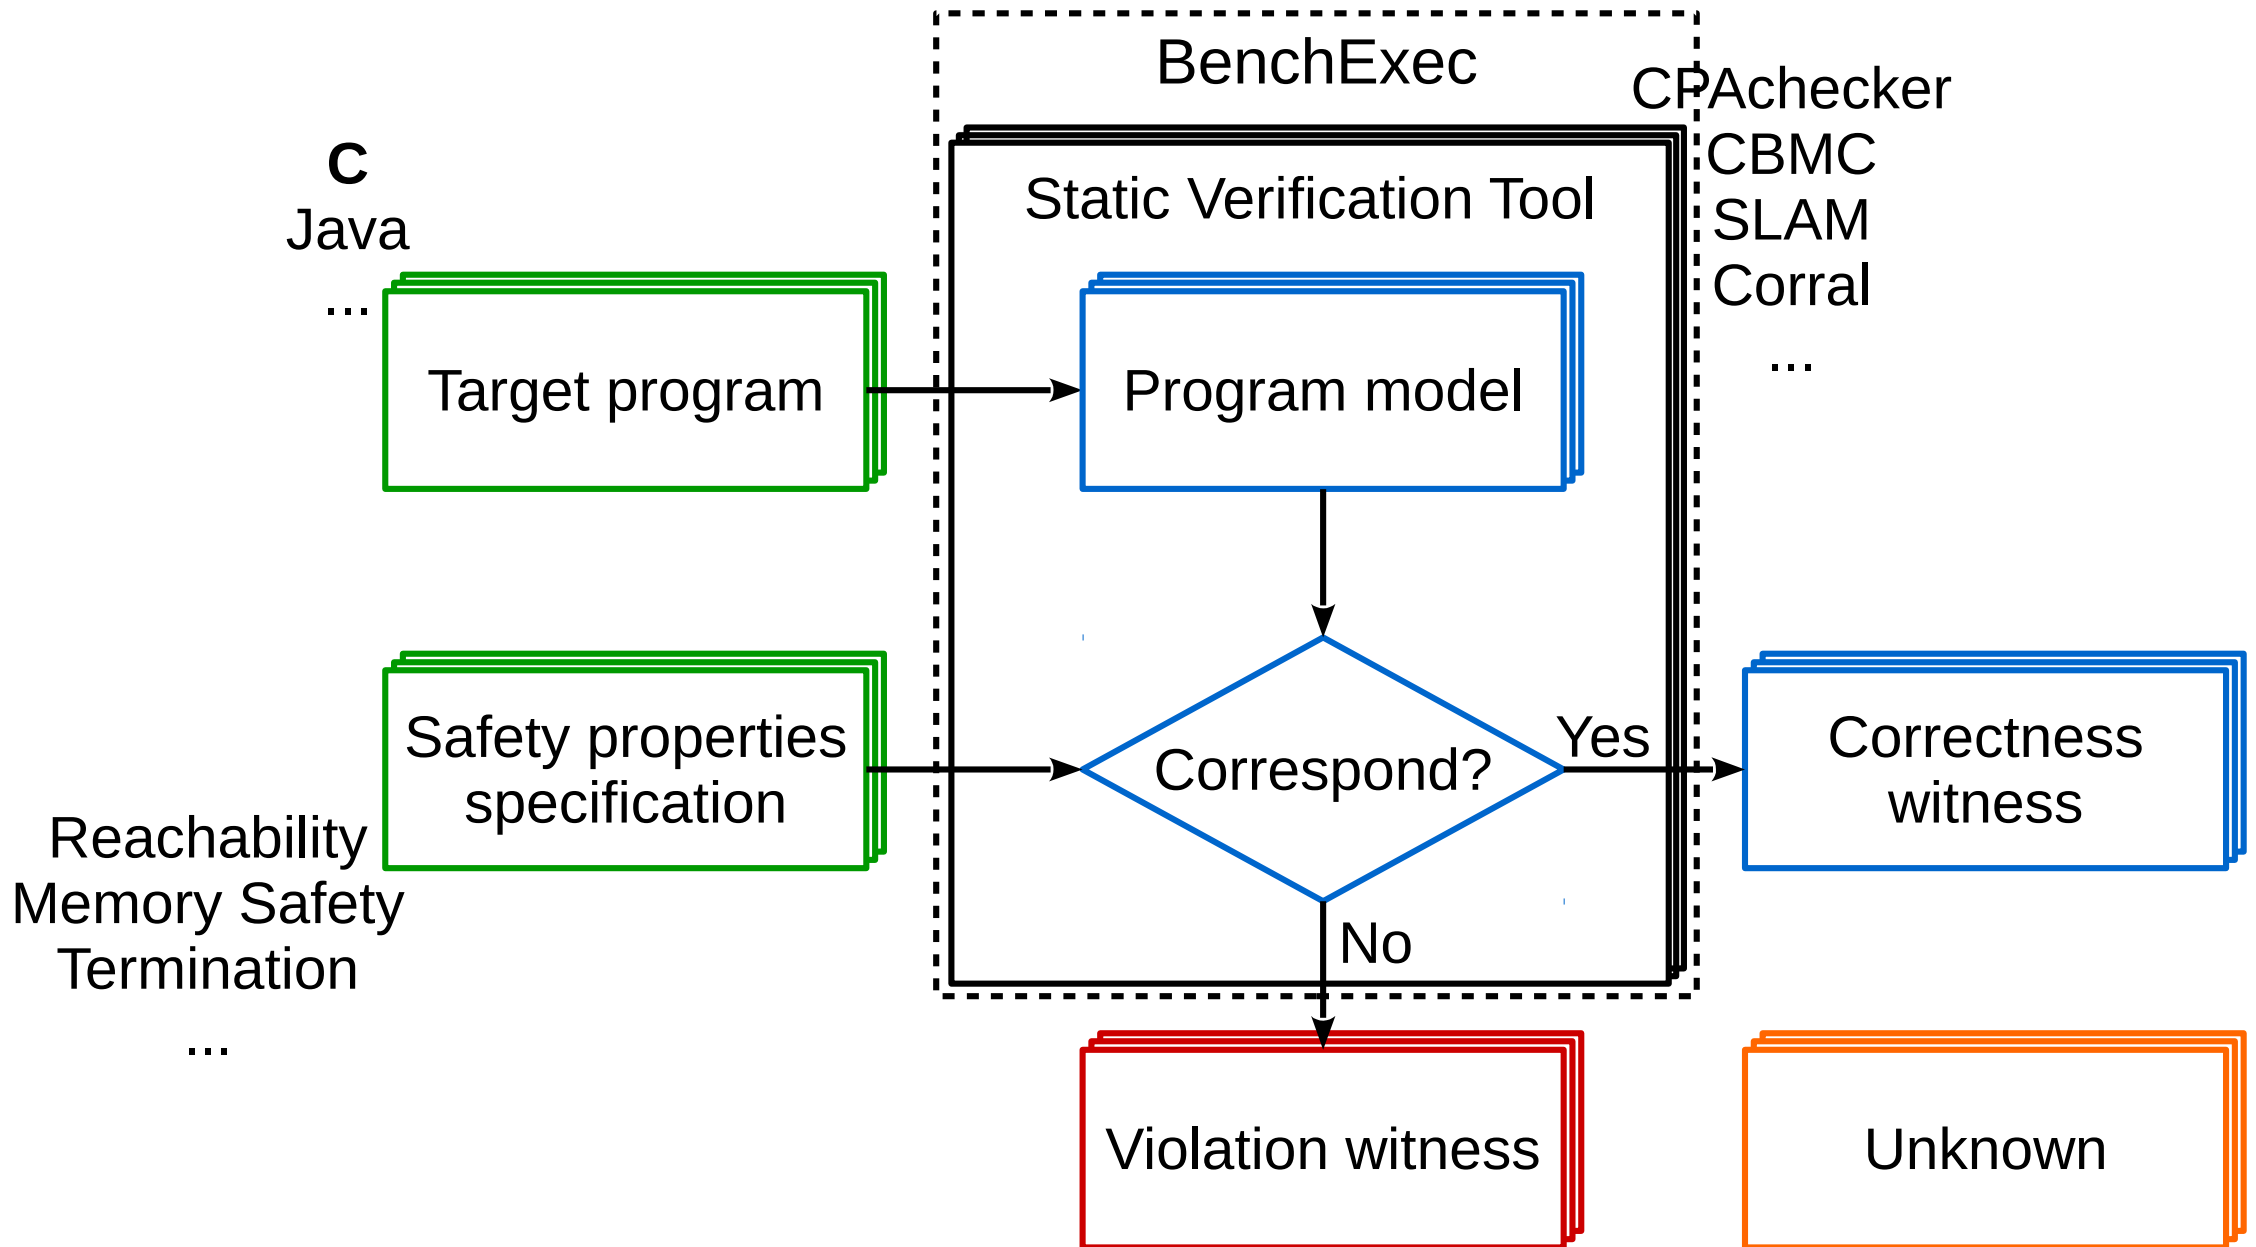 BenchExec
CPAchecker
CBMC
SLAM
Corral
...
C
Java
...
Static Verification Tool
Target program
Program model
Safety properties
specification
Correspond?
Yes
Correctness
witness
Reachability
Memory Safety
Termination
...
No
Violation witness
Unknown